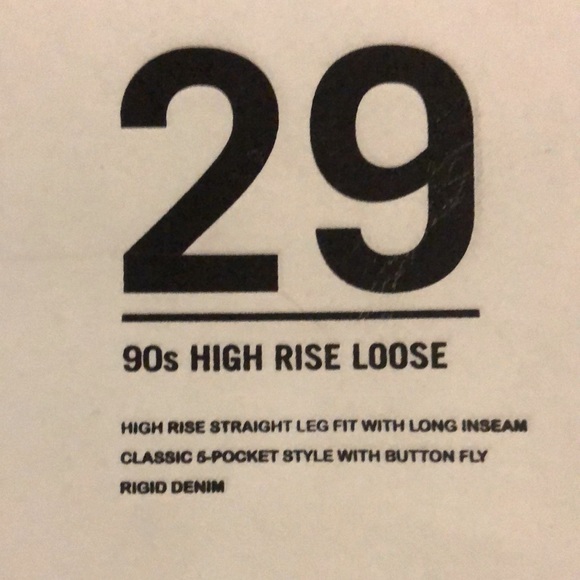 29
90s HIGH RISE LOOSE
HIGH RISE STRAIGHT LEG FIT WITH LONG INSEAM
CLASSIC 5-POCKET STYLE WITH BUTTON FLY
RIGID DENIM